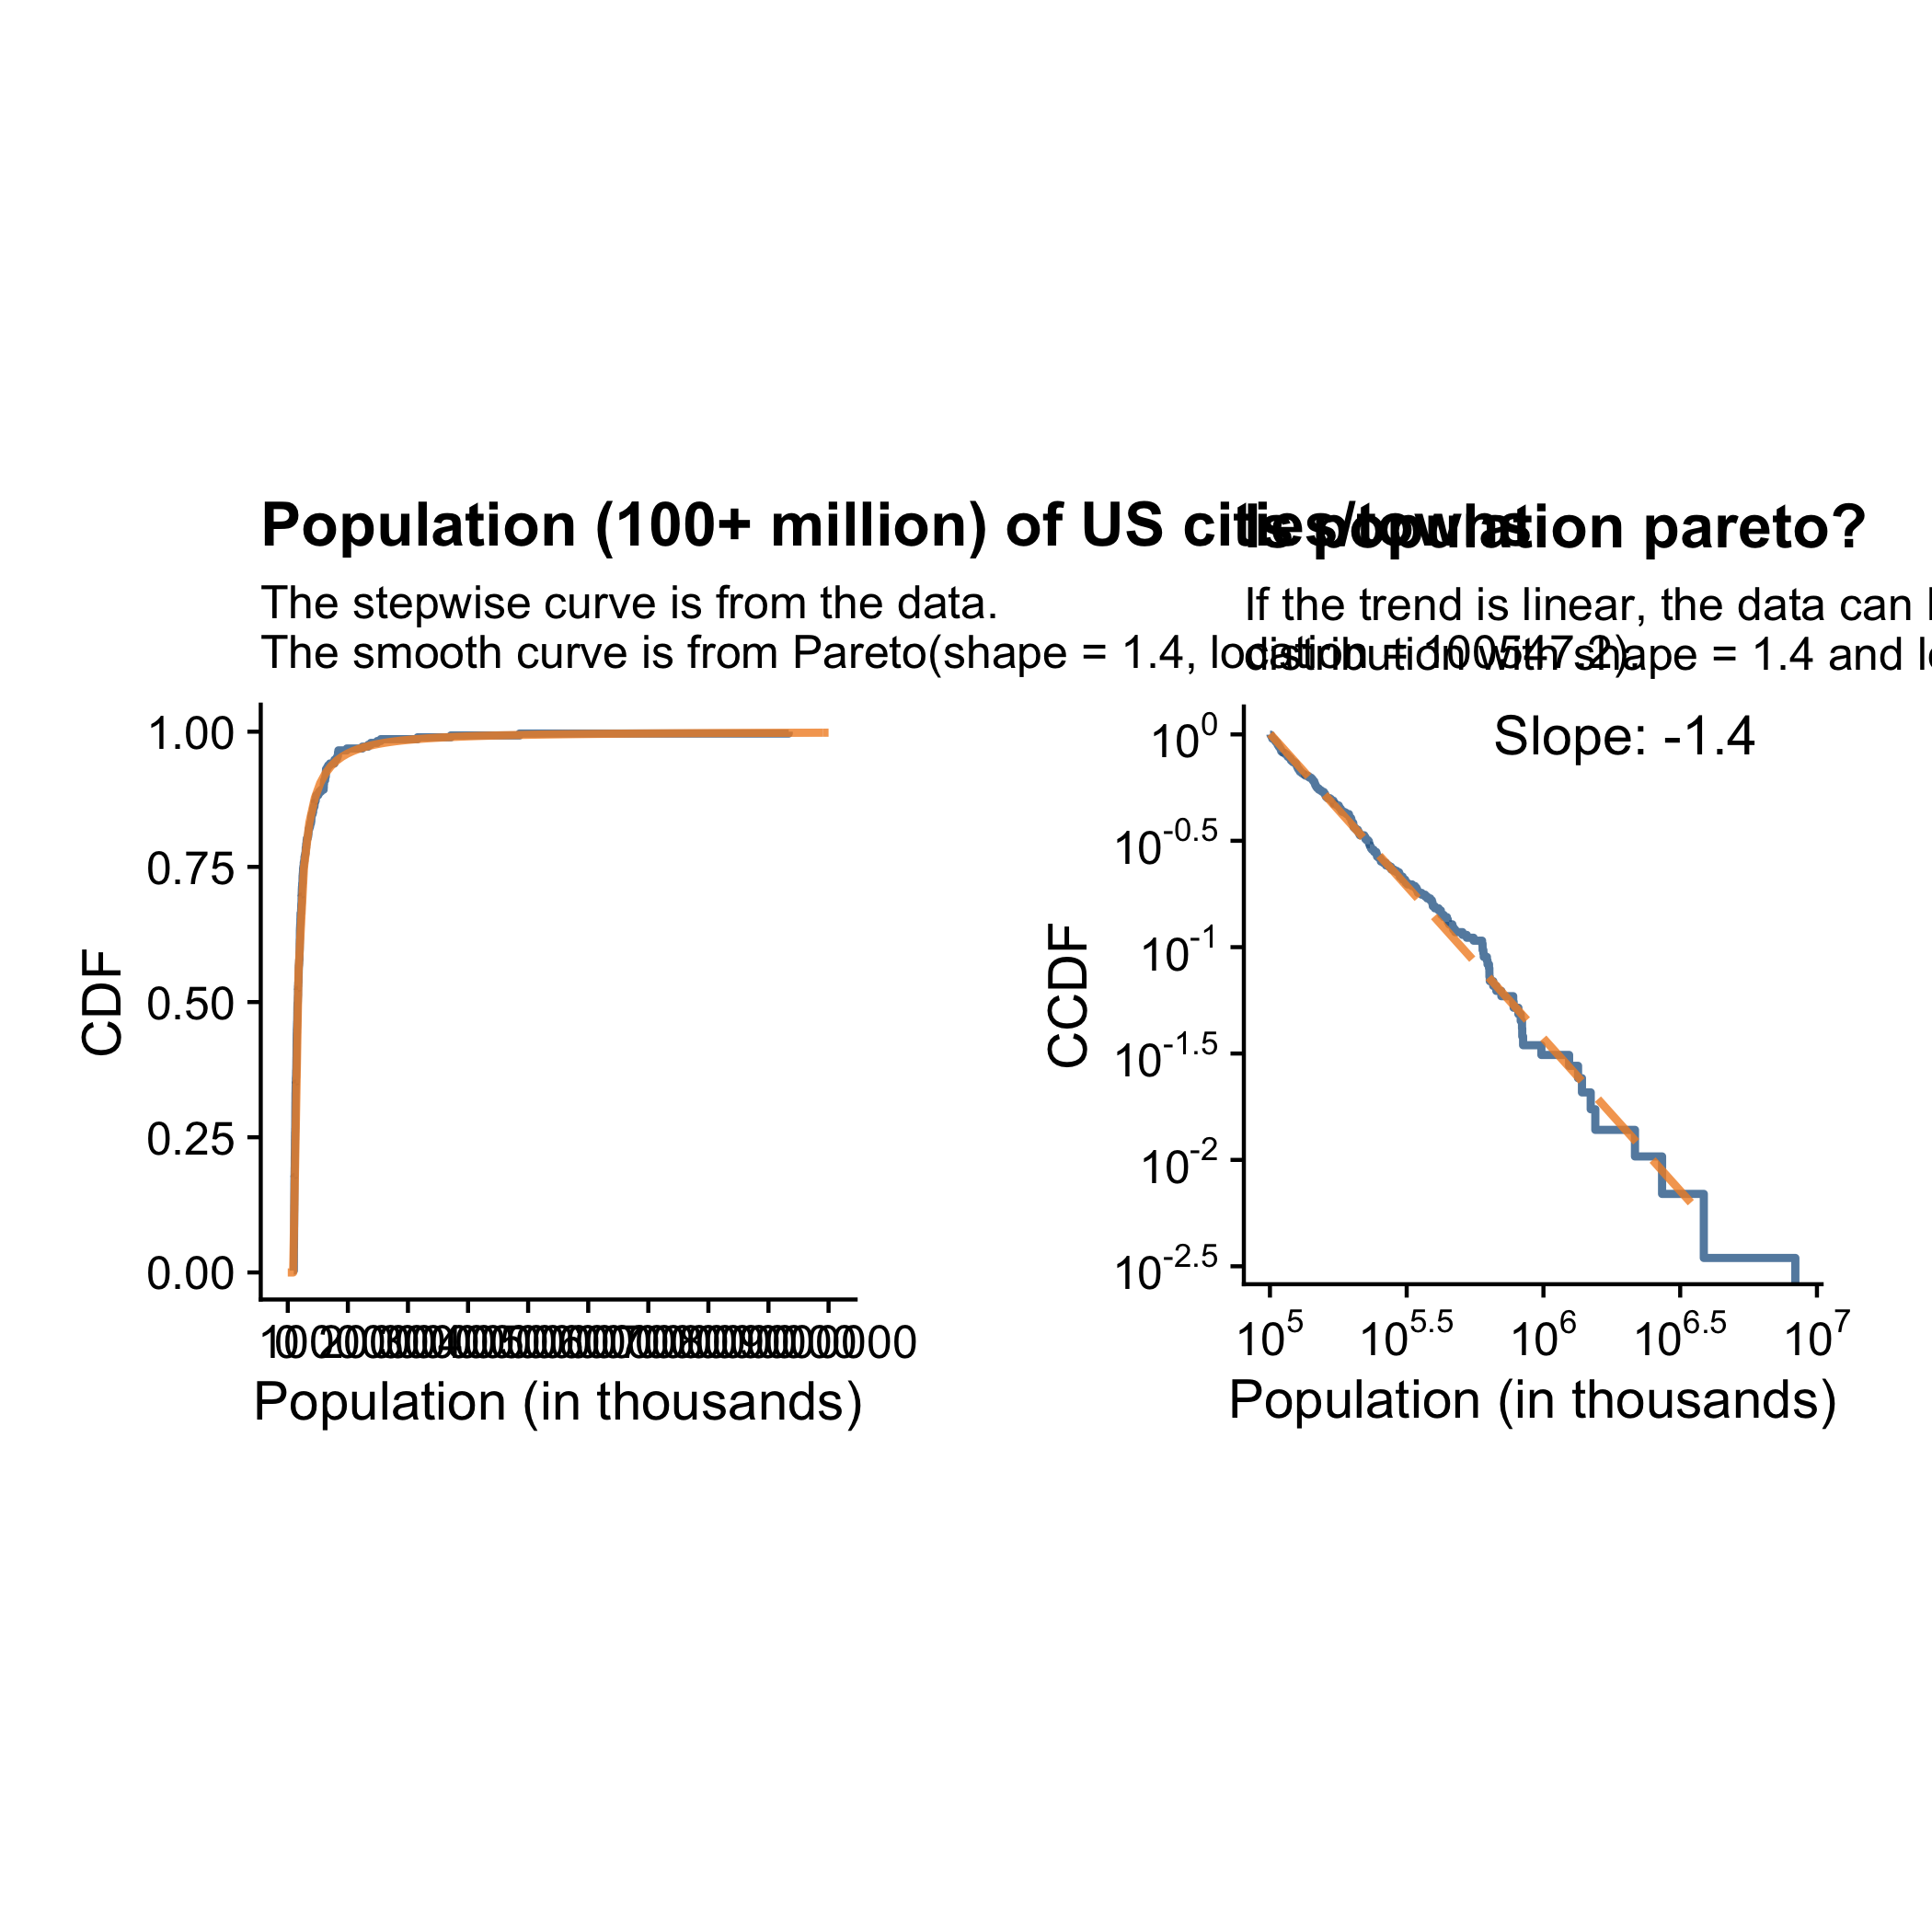 Population (100+ million) of US cities/towns
The stepwise curve is from the data.
The smooth curve is from Pareto(shape = 1.4, location = 100547.2).
1.00
0.75
0.50
0.25
0.00
CDF
Population (in thousands)
Is population pareto?
If the trend is linear, the data can
distribution with shape = 1.4 and
Slope: -1.4
10^0
10^-0.5
10^-1
10^-1.5
10^-2
10^-2.5
CCDF
10^5 10^5.5 10^6 10^6.5 10^7
Population (in thousands)